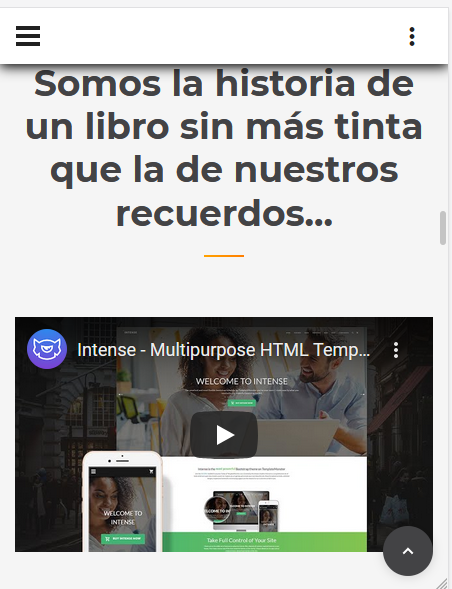 Somos la historia de
un libro sin más tinta
que la de nuestros
recuerdos...
Intense - Multipurpose HTML Temp...
WELCOME TO INTENSE
WELCOME TO
INTENSE
Take Full Control of Your Site